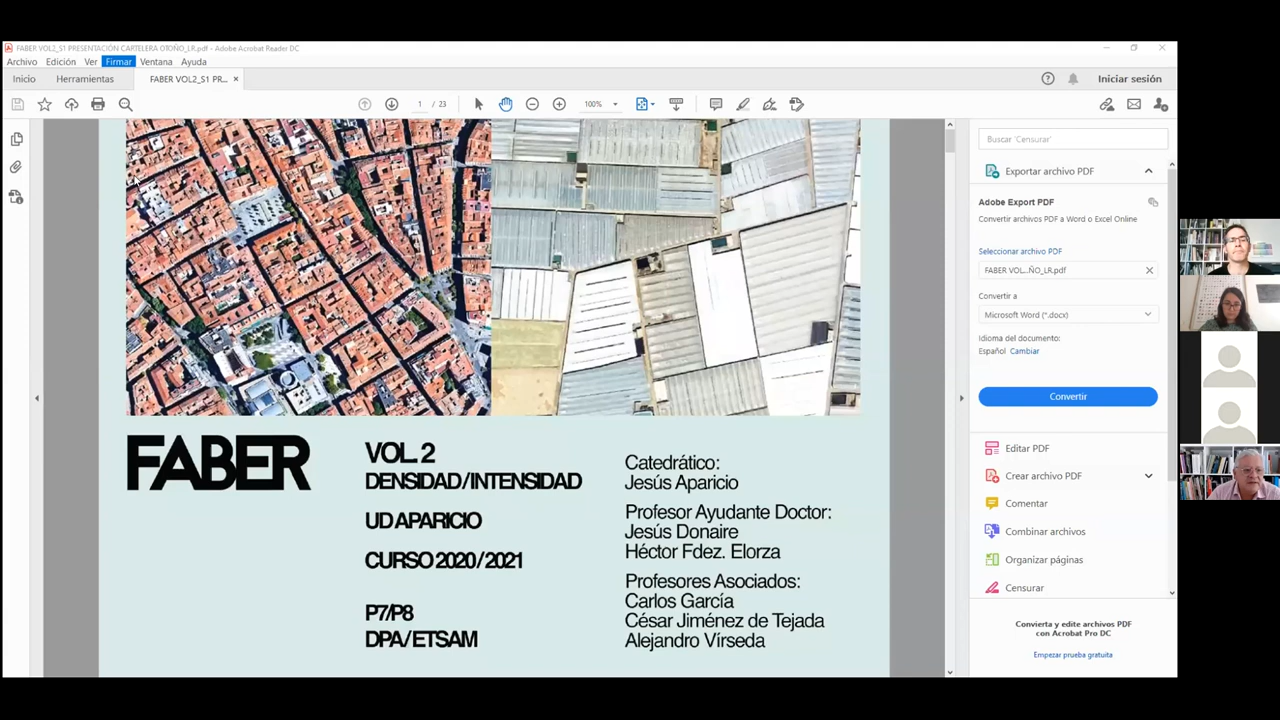 FABER VOL2_S1 PRESENTACIÓN CARTELERA OTOÑO_LR.pdf - Adobe Acrobat Reader DC
Archivo Edición Ver Firmar Ventana Ayuda
Inicio Herramientas FABER VOL2_S1 PR... × Iniciar sesión
1 / 23 100%
Buscar 'Censurar'
Exportar archivo PDF
Adobe Export PDF
Convertir archivos PDF a Word o Excel Online
Seleccionar archivo PDF
FABER VOL...ÑO_LR.pdf
Convertir a
Microsoft Word (*.docx)
Idioma del documento:
Español Cambiar
Convertir
Editar PDF
Crear archivo PDF
Comentar
Combinar archivos
Organizar páginas
Censurar
Convierta y edite archivos PDF
con Acrobat Pro DC
Empezar prueba gratuita
FABER
VOL. 2
DENSIDAD/INTENSIDAD
UD APARICIO
CURSO 2020/2021
P7/P8
DPA/ETSAM
Catedrático:
Jesús Aparicio
Profesor Ayudante Doctor:
Jesús Donaire
Héctor Fdez. Elorza
Profesores Asociados:
Carlos García
César Jiménez de Tejada
Alejandro Vírseda